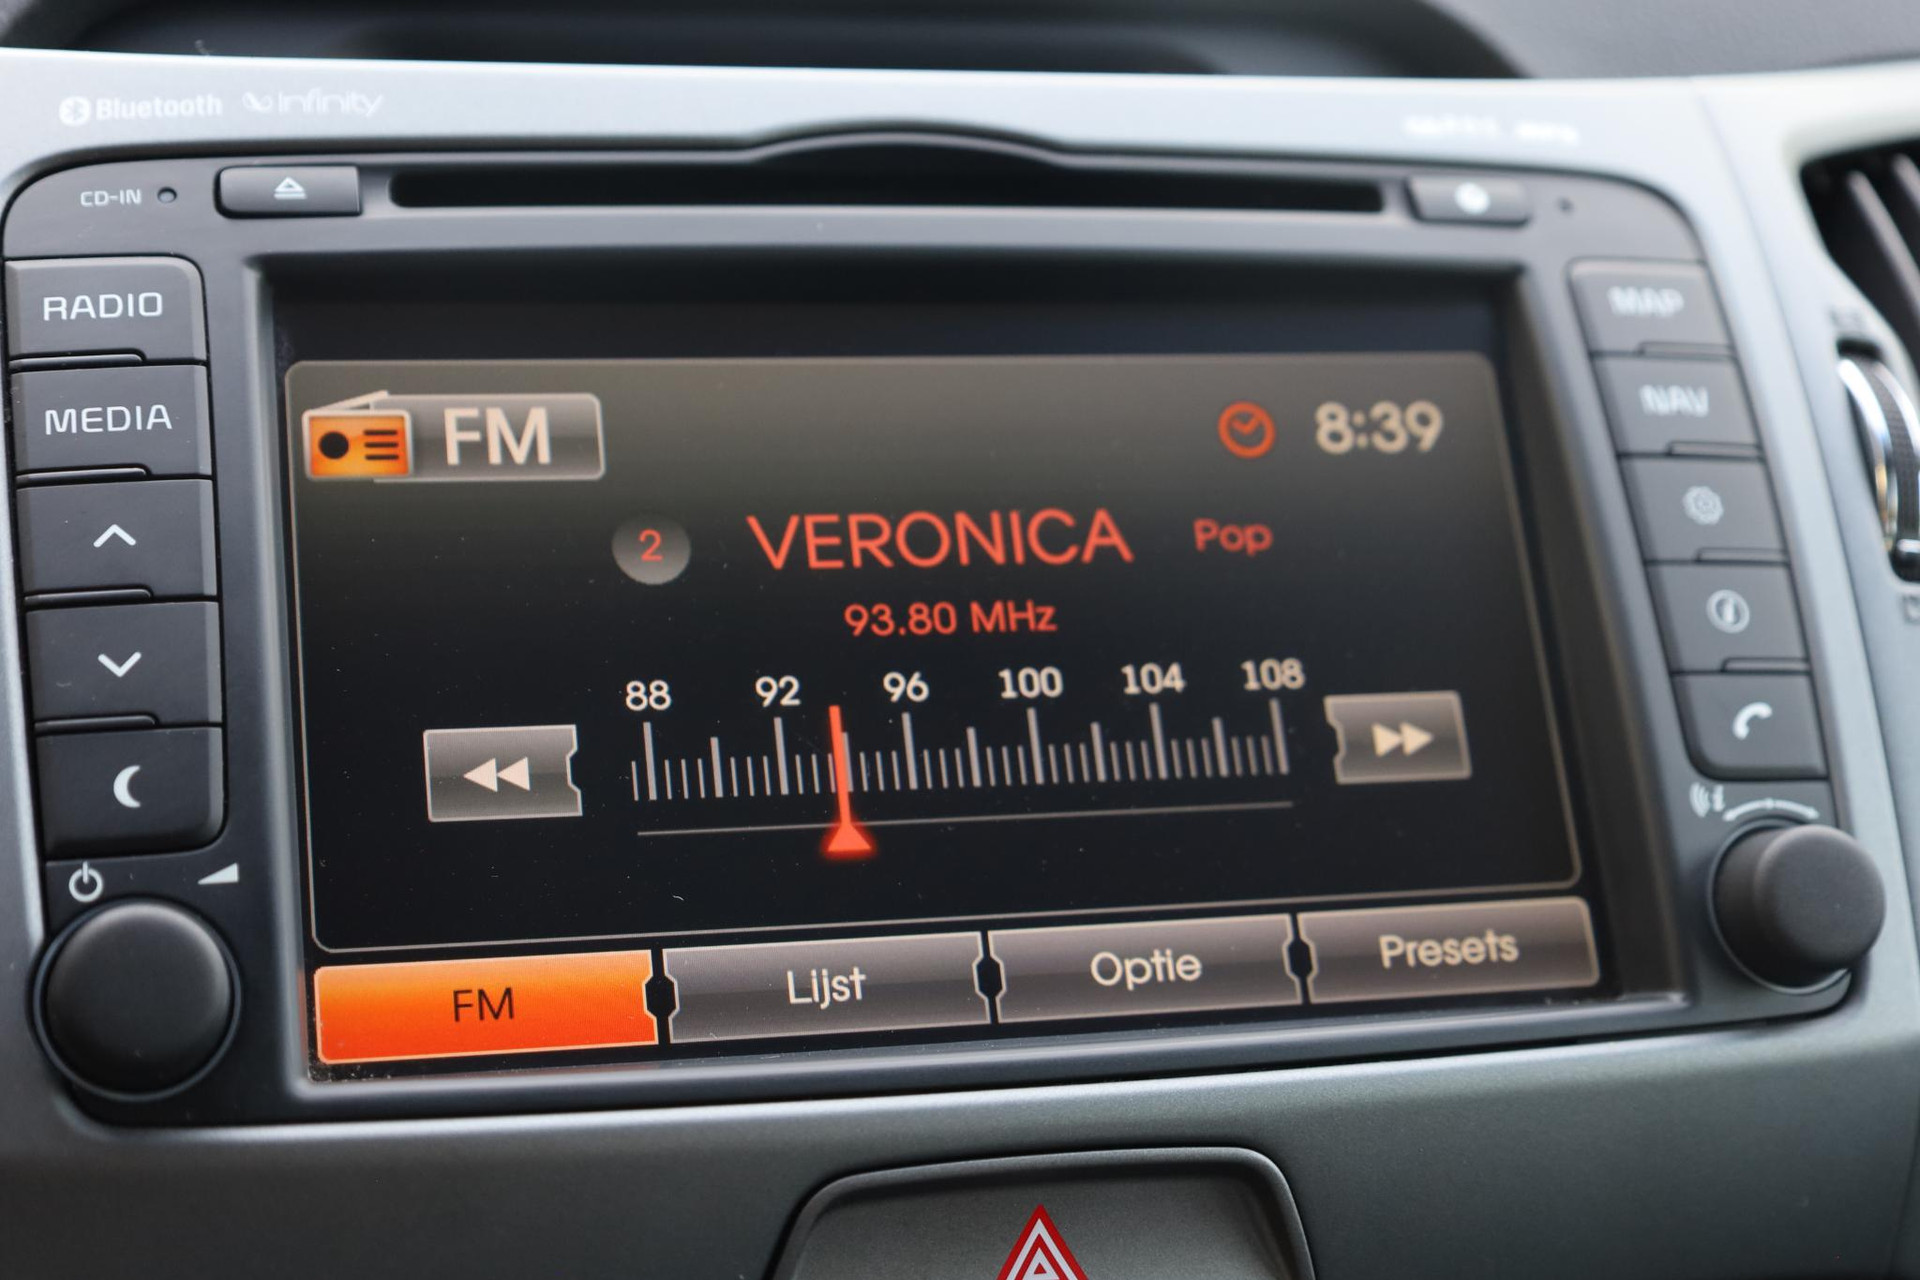 Bluetooth Infinity
CD-IN
RADIO
MEDIA
MAP
NAV
FM
8:39
2 VERONICA Pop
93.80 MHz
88 92 96 100 104 108
FM Lijst Optie Presets